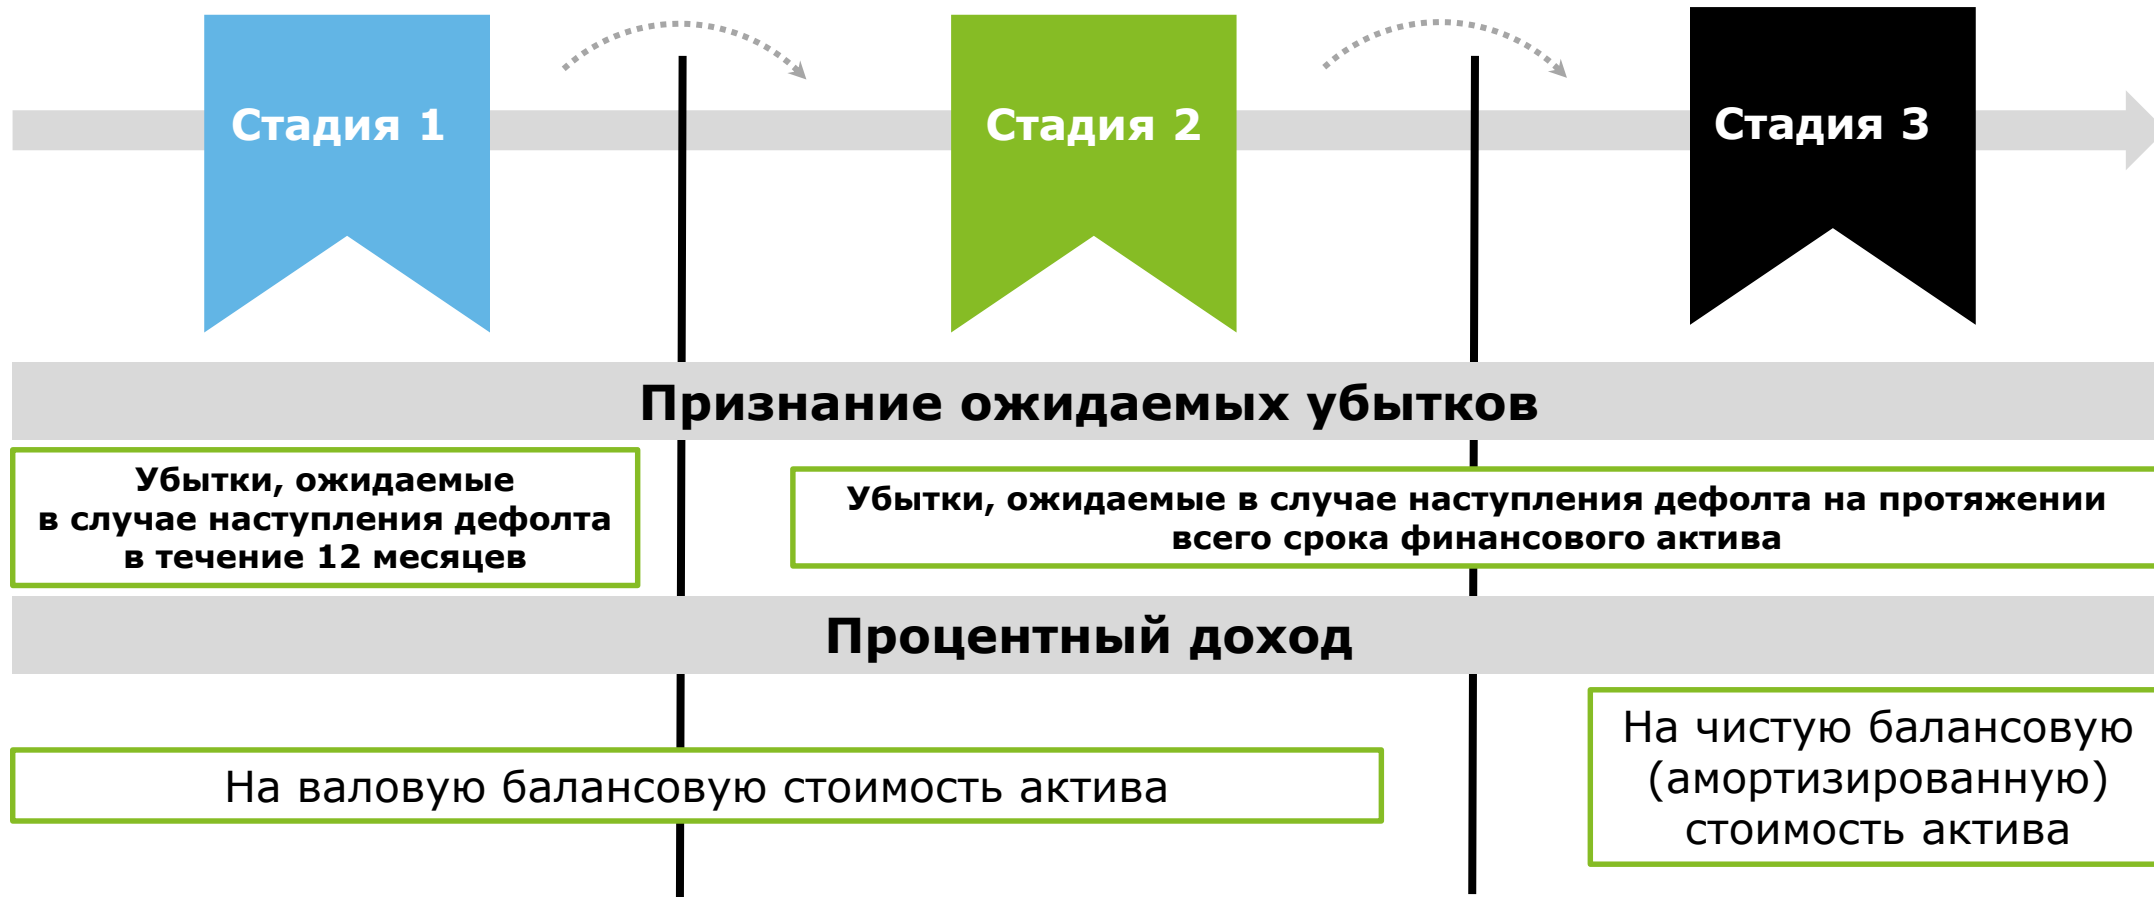 Стадия 1
Стадия 2
Стадия 3
Признание ожидаемых убытков
Убытки, ожидаемые
в случае наступления дефолта
в течение 12 месяцев
Убытки, ожидаемые в случае наступления дефолта на протяжении
всего срока финансового актива
Процентный доход
На валовую балансовую стоимость актива
На чистую балансовую
(амортизированную)
стоимость актива